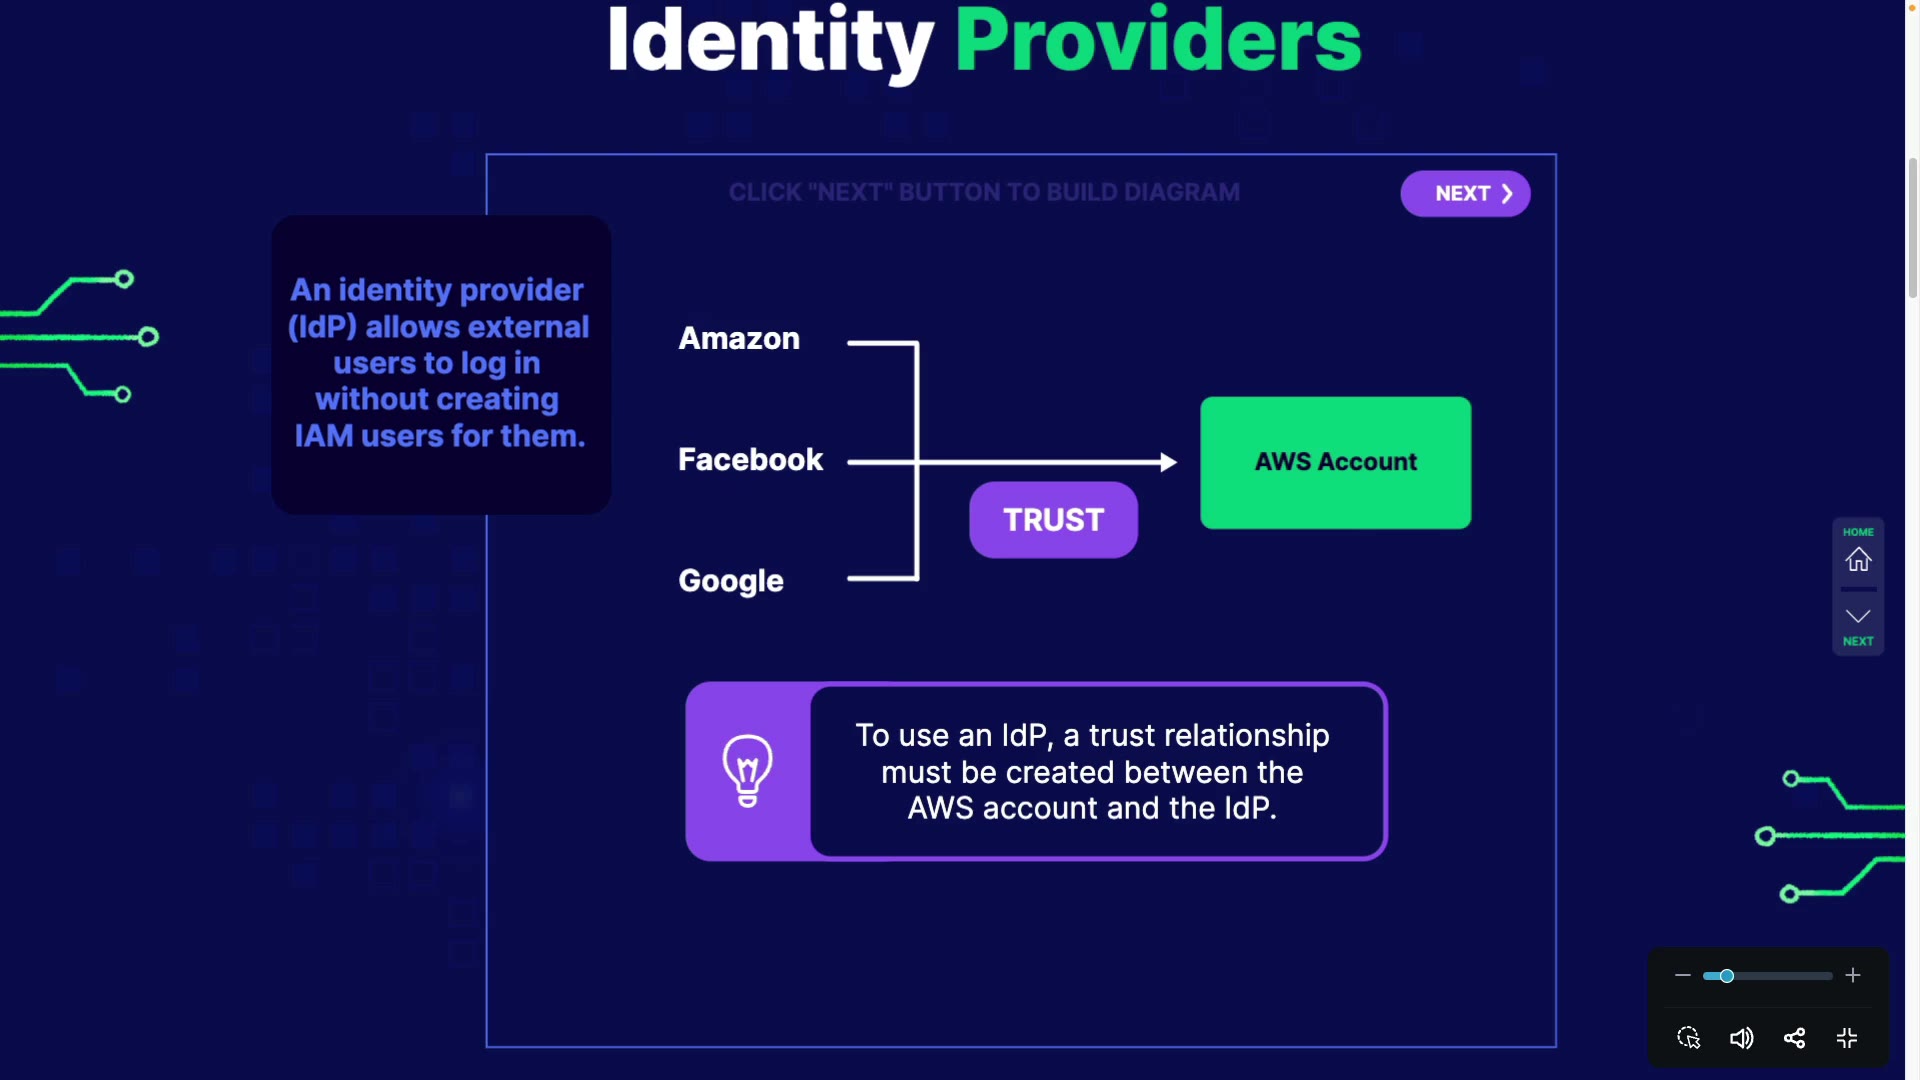 Identity Providers
CLICK "NEXT" BUTTON TO BUILD DIAGRAM
NEXT
An identity provider
(IdP) allows external
users to log in
without creating
IAM users for them.
Amazon
Facebook
Google
TRUST
AWS Account
To use an IdP, a trust relationship
must be created between the
AWS account and the IdP.
HOME
NEXT